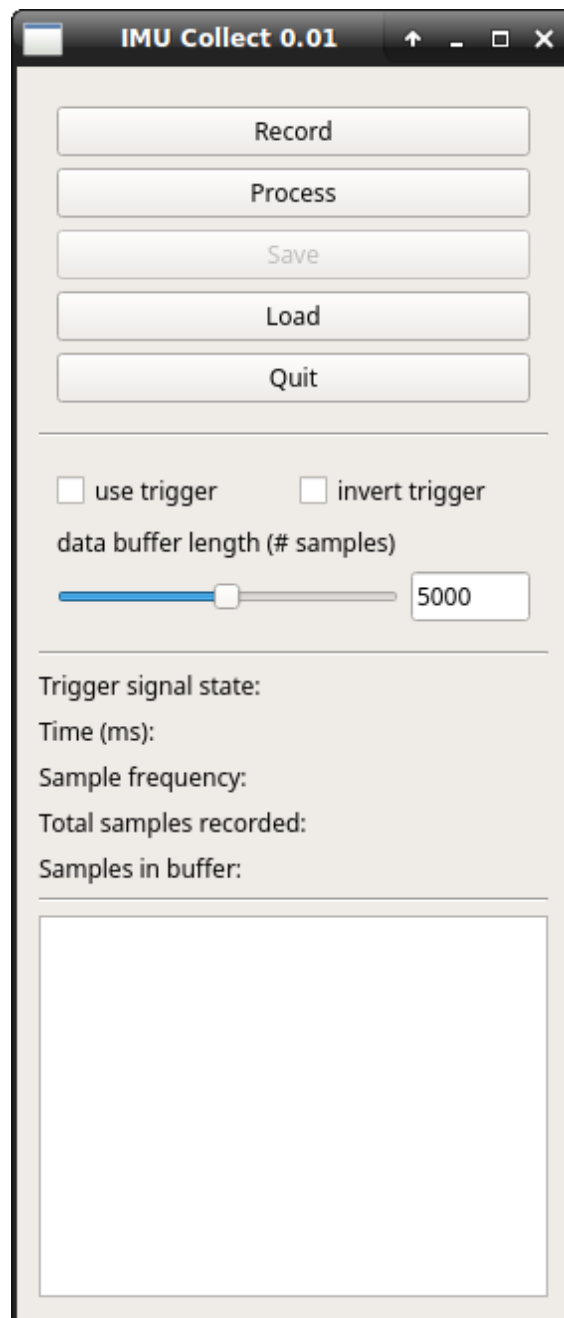 IMU Collect 0.01
Record
Process
Save
Load
Quit
use trigger invert trigger
data buffer length (# samples)
5000
Trigger signal state:
Time (ms):
Sample frequency:
Total samples recorded:
Samples in buffer: